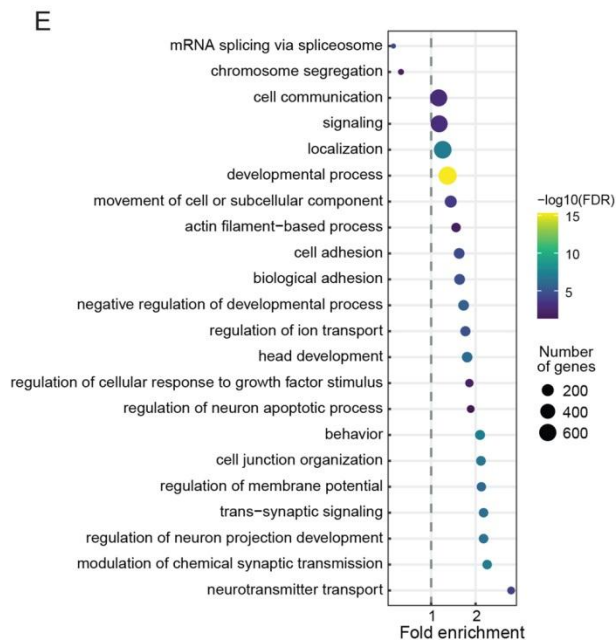 E
mRNA splicing via spliceosome
chromosome segregation
cell communication
signaling
localization
developmental process
movement of cell or subcellular component
actin filament−based process
cell adhesion
biological adhesion
negative regulation of developmental process
regulation of ion transport
head development
regulation of cellular response to growth factor stimulus
regulation of neuron apoptotic process
behavior
cell junction organization
regulation of membrane potential
trans−synaptic signaling
regulation of neuron projection development
modulation of chemical synaptic transmission
neurotransmitter transport
1 2
Fold enrichment
−log10(FDR)
15
10
5
Number
of genes
200
400
600